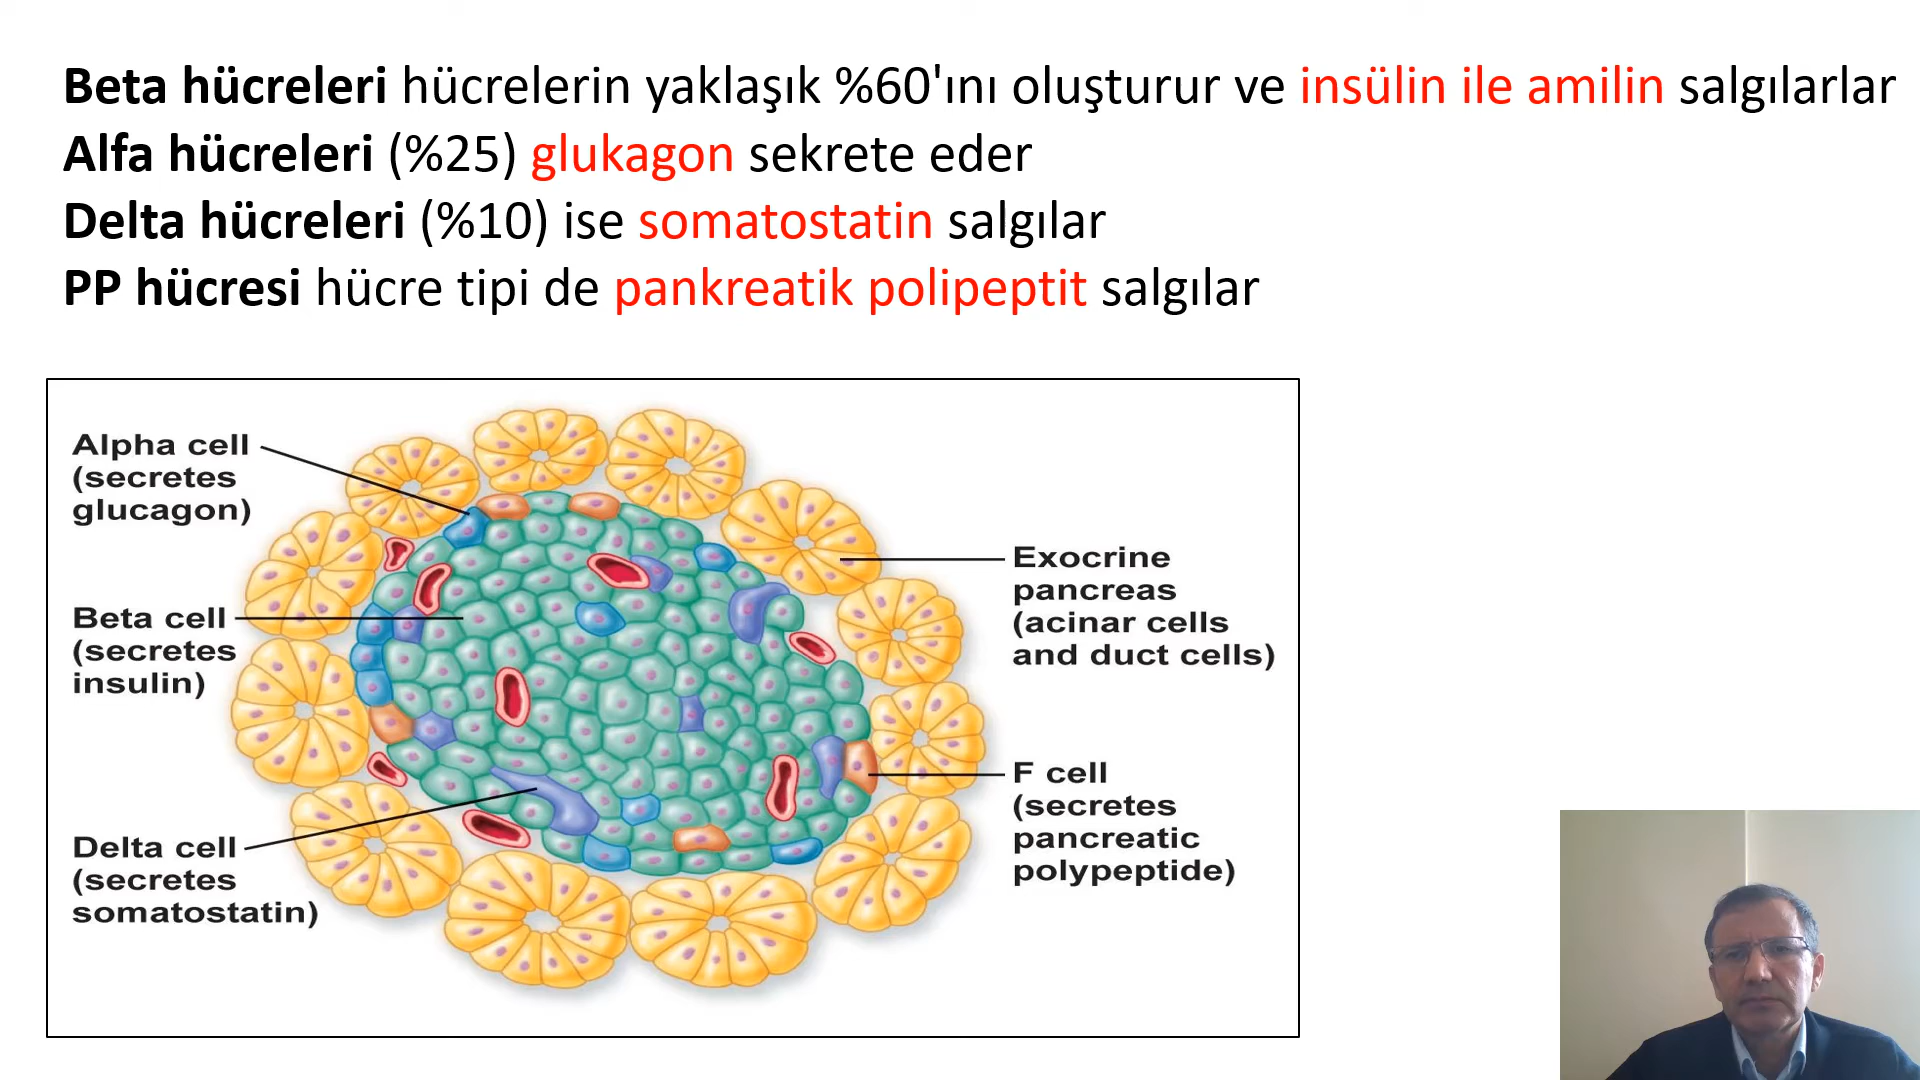 Beta hücreleri hücrelerin yaklaşık %60'ını oluşturur ve insülin ile amilin salgılarlar
Alfa hücreleri (%25) glukagon sekrete eder
Delta hücreleri (%10) ise somatostatin salgılar
PP hücresi hücre tipi de pankreatik polipeptit salgılar
Alpha cell
(secretes
glucagon)
Beta cell
(secretes
insulin)
Delta cell
(secretes
somatostatin)
Exocrine
pancreas
(acinar cells
and duct cells)
F cell
(secretes
pancreatic
polypeptide)